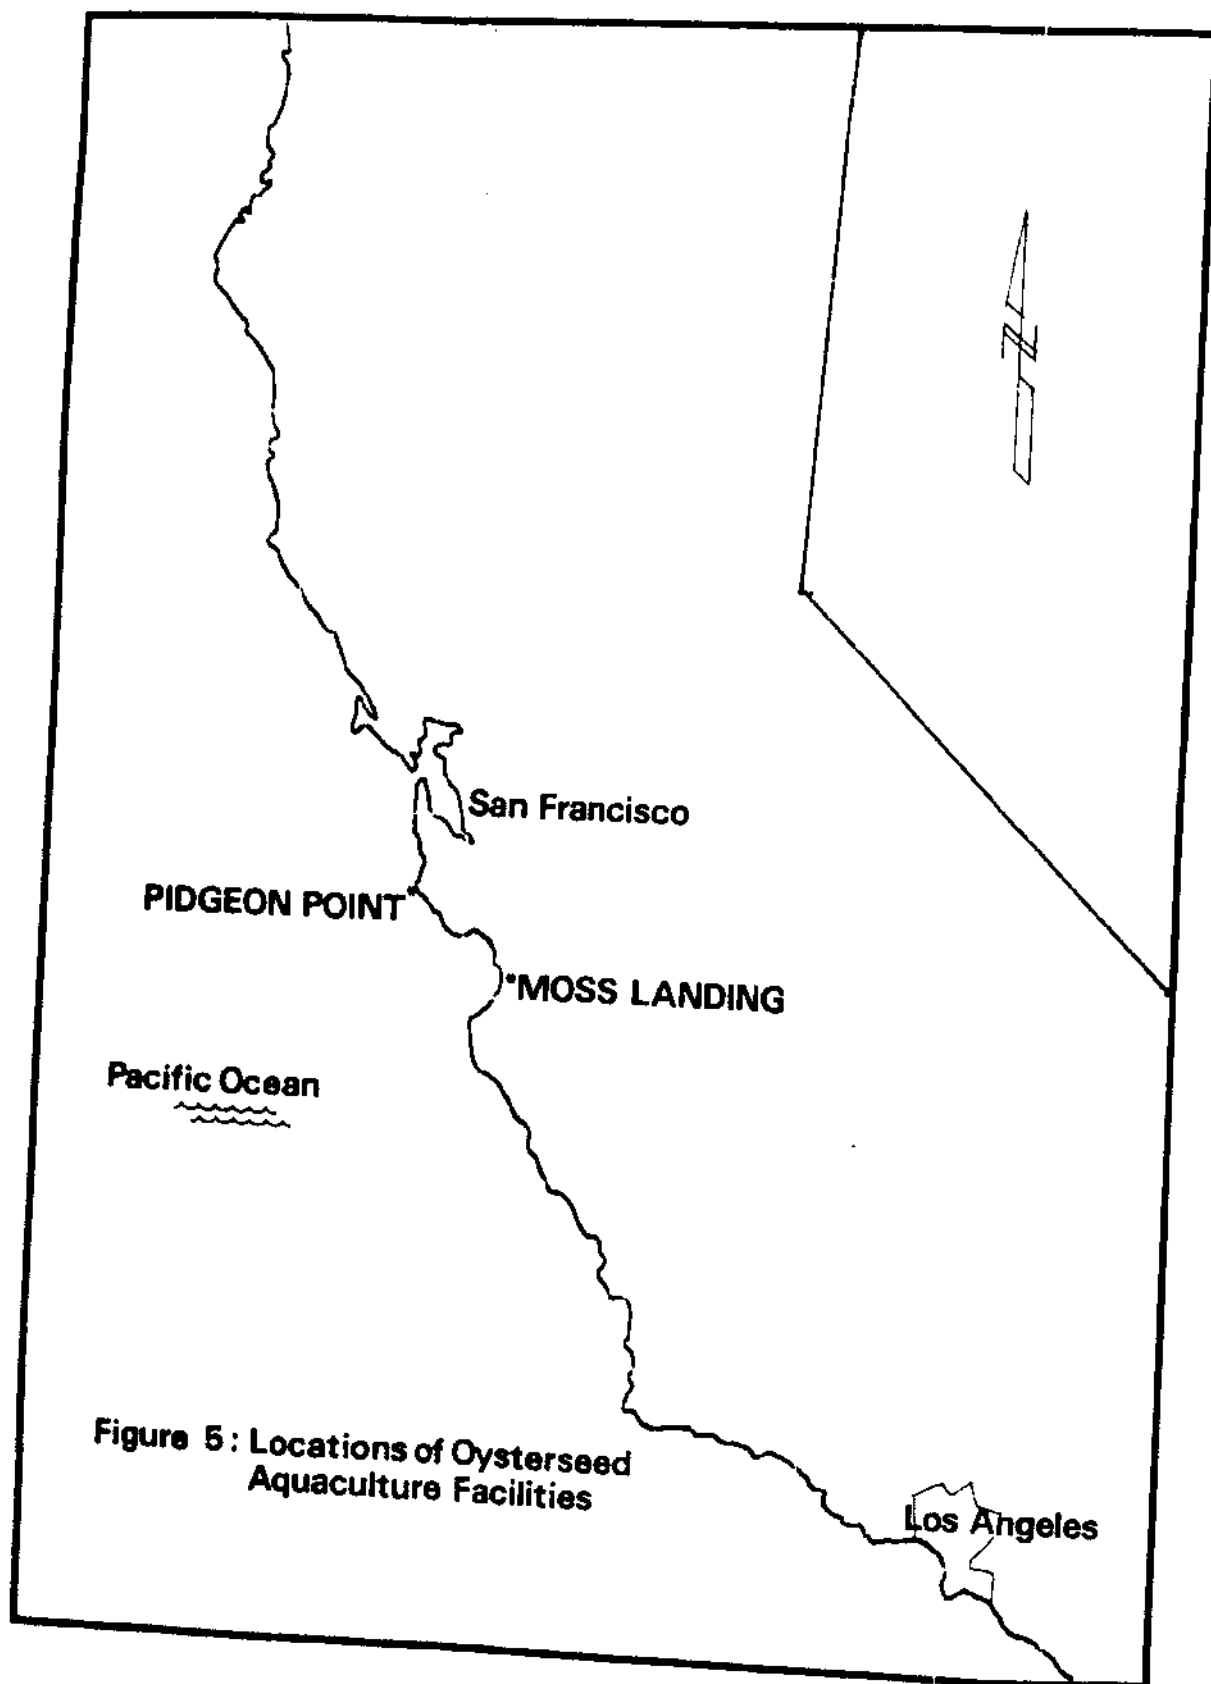 N
San Francisco
PIDGEON POINT
MOSS LANDING
Pacific Ocean
Figure 5: Locations of Oysterseed
Aquaculture Facilities
Los Angeles